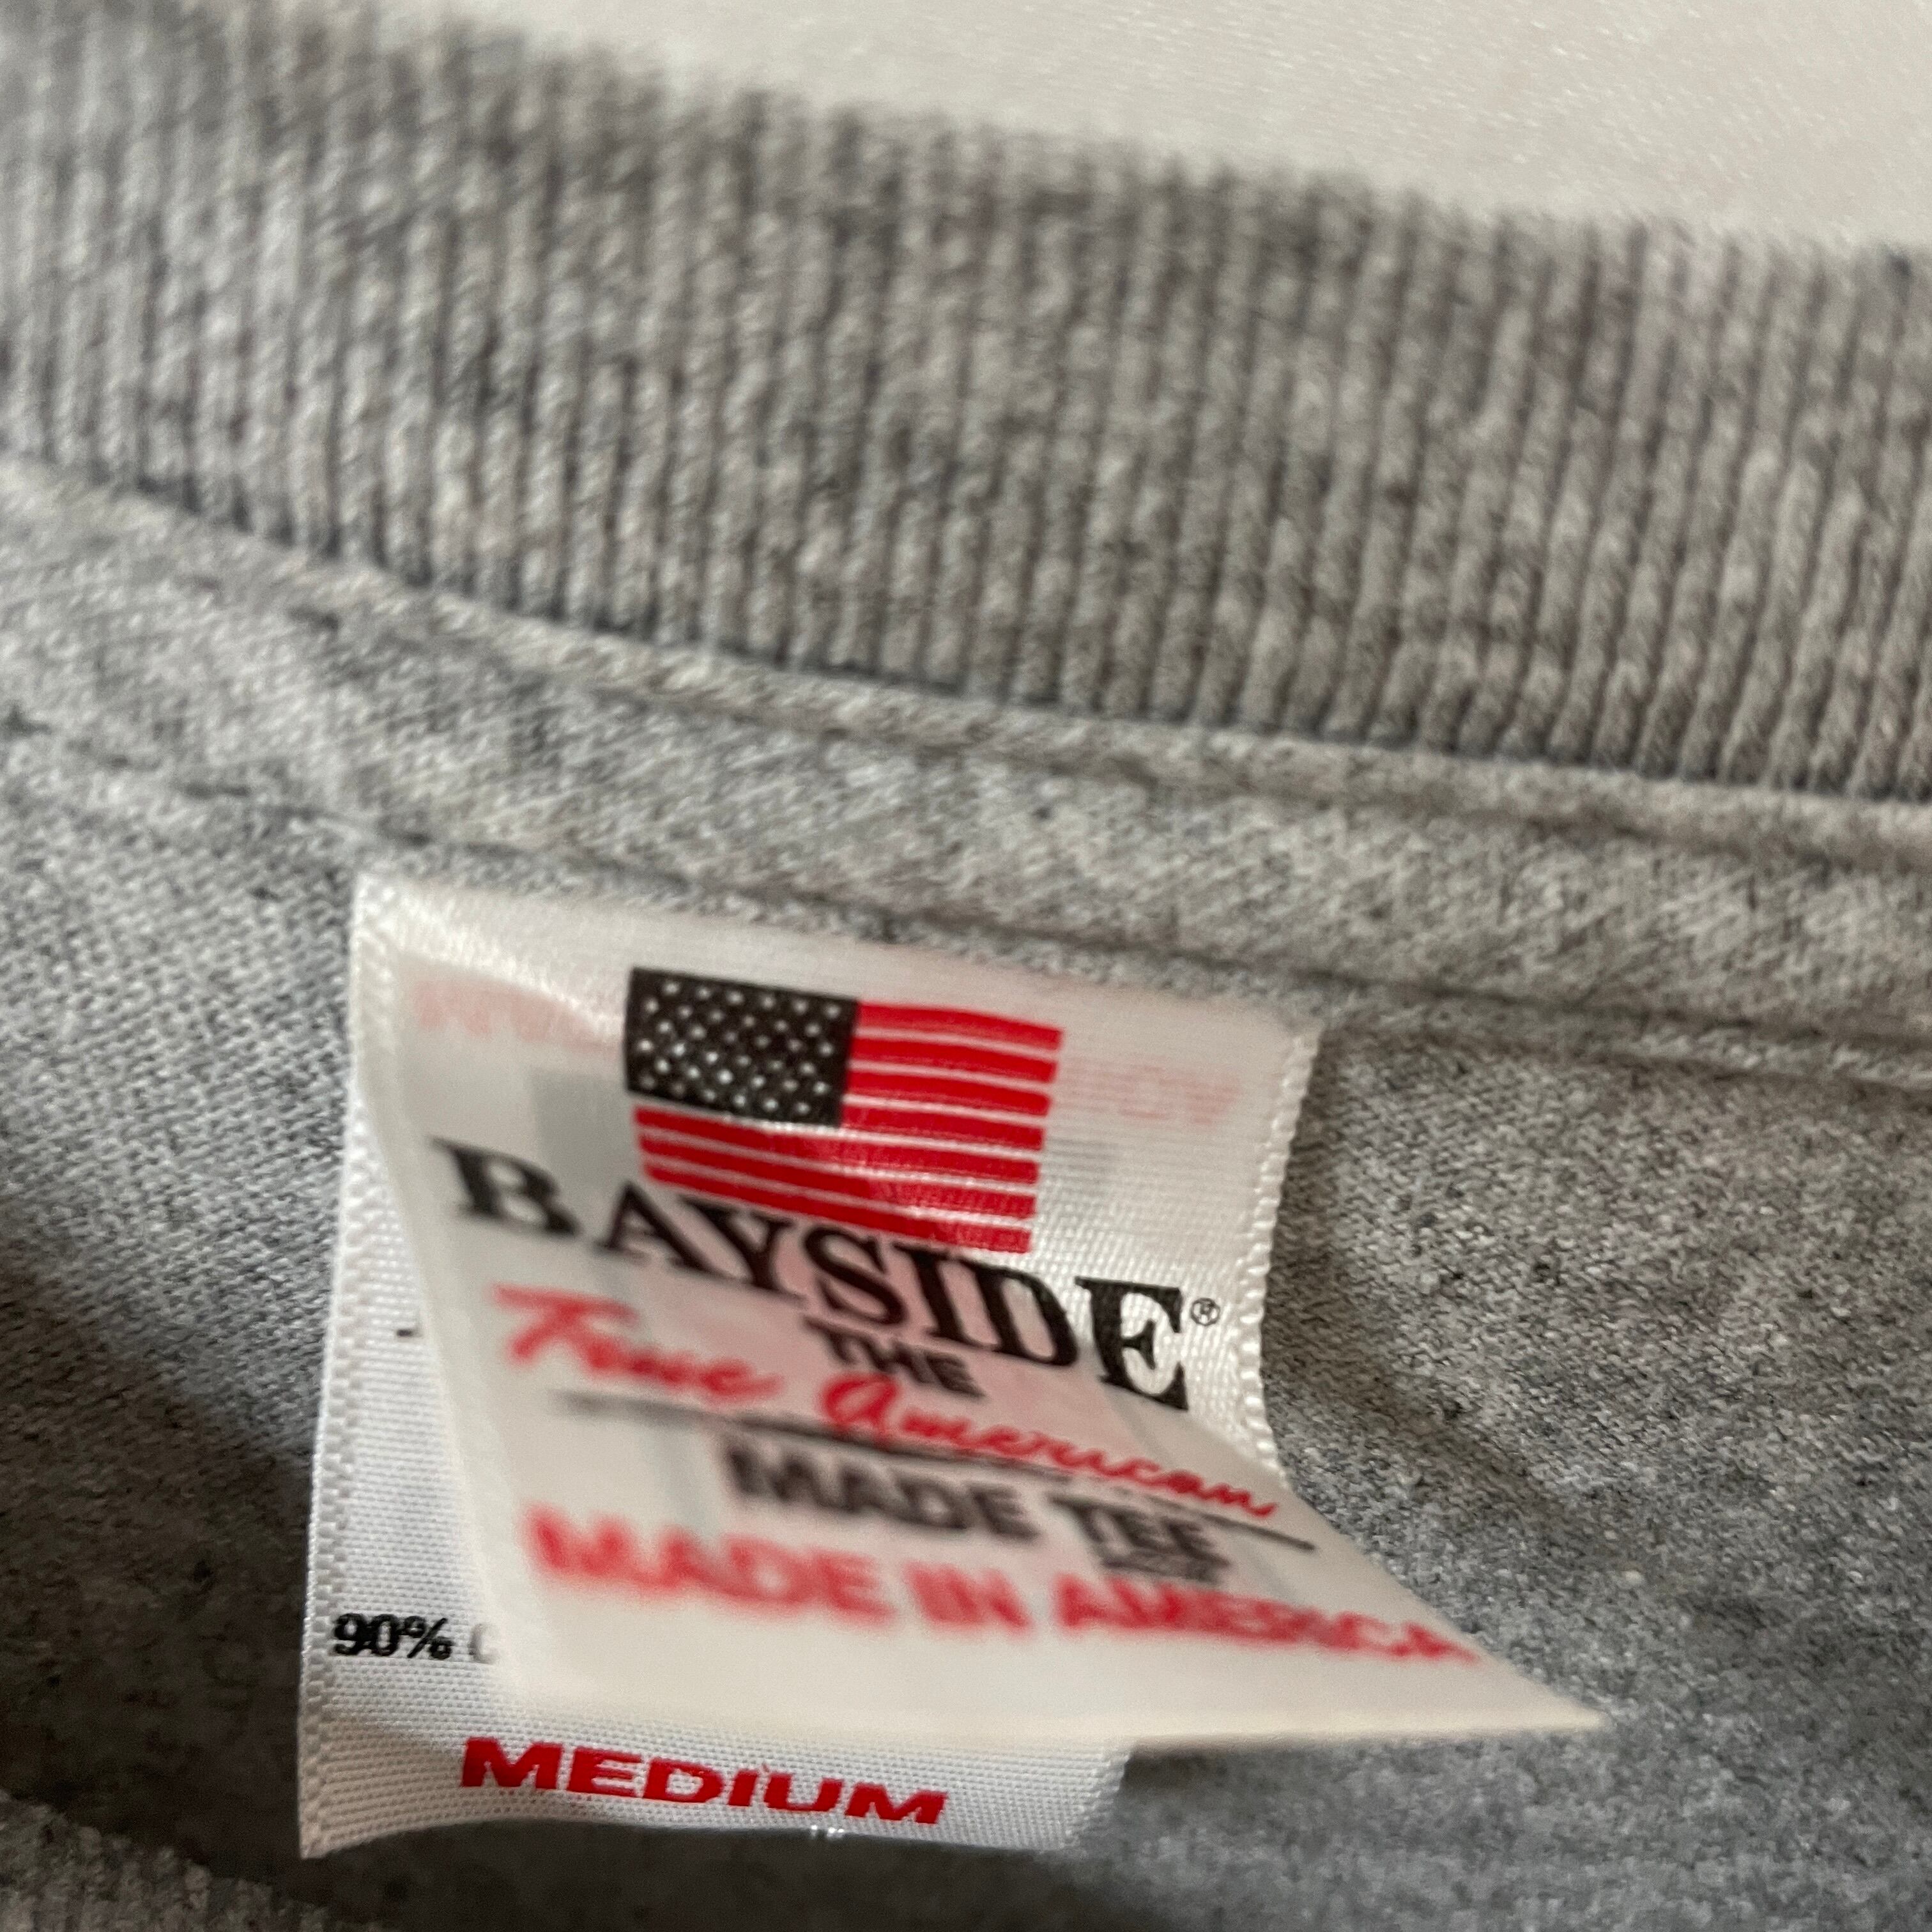 BAYSIDE®
THE
True American
MADE TEE
MADE IN AMERICA
90%
MEDIUM